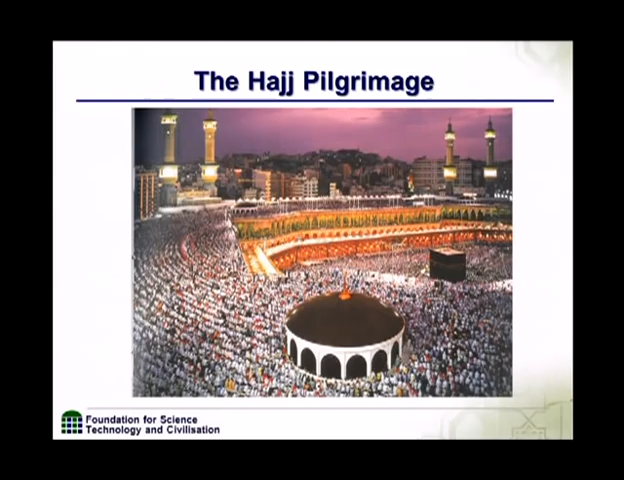 The Hajj Pilgrimage
Foundation for Science
Technology and Civilisation